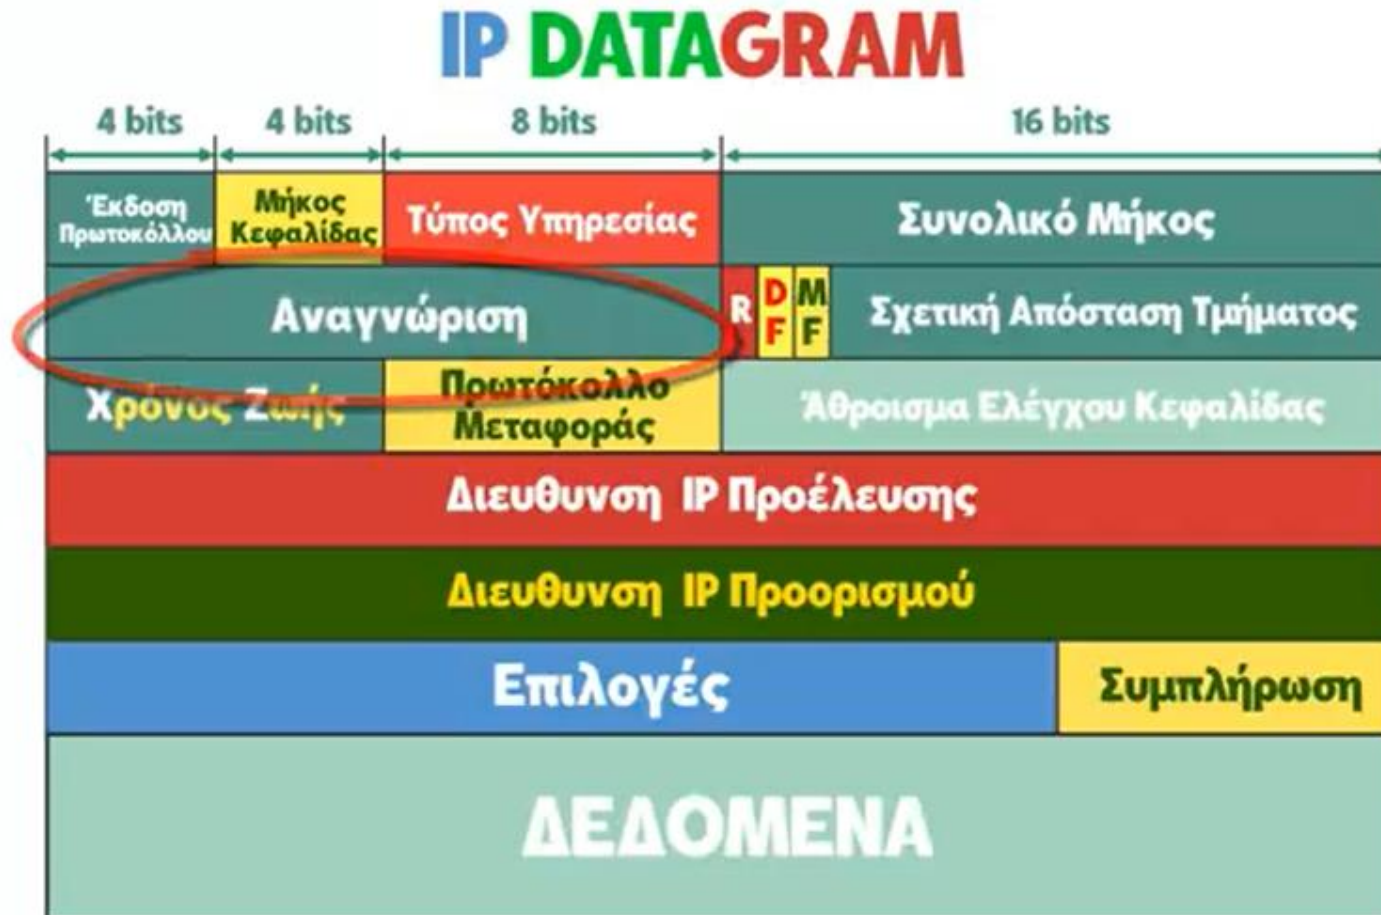 IP DATAGRAM
4 bits 4 bits 8 bits 16 bits
Έκδοση Πρωτοκόλλου
Μήκος Κεφαλίδας
Τύπος Υπηρεσίας
Συνολικό Μήκος
Αναγνώριση
R
DF
MF
Σχετική Απόσταση Τμήματος
Χρόνος Ζωής
Πρωτόκολλο
Μεταφοράς
Άθροισμα Ελέγχου Κεφαλίδας
Διευθυνση IP Προέλευσης
Διευθυνση IP Προορισμού
Επιλογές
Συμπλήρωση
ΔΕΔΟΜΕΝΑ